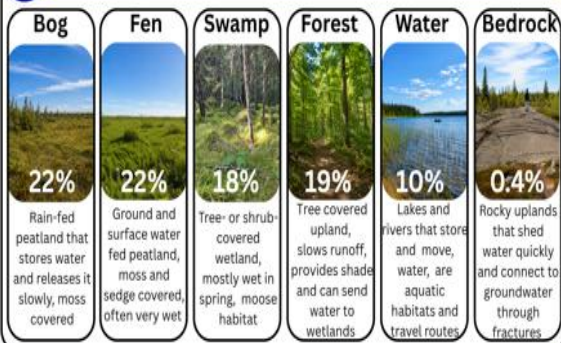 Bog
22%
Rain-fed
peatland that
stores water
and releases it
slowly, moss
covered
Fen
22%
Ground and
surface water
fed peatland,
moss and
sedge covered,
often very wet
Swamp
18%
Tree- or shrub-
covered
wetland,
mostly wet in
spring, moose
habitat
Forest
19%
Tree covered
upland,
slows runoff,
provides shade
and can send
water to
wetlands
Water
10%
Lakes and
rivers that store
and move,
water, are
aquatic
habitats and
travel routes
Bedrock
0.4%
Rocky uplands
that shed
water quickly
and connect to
groundwater
through
fractures